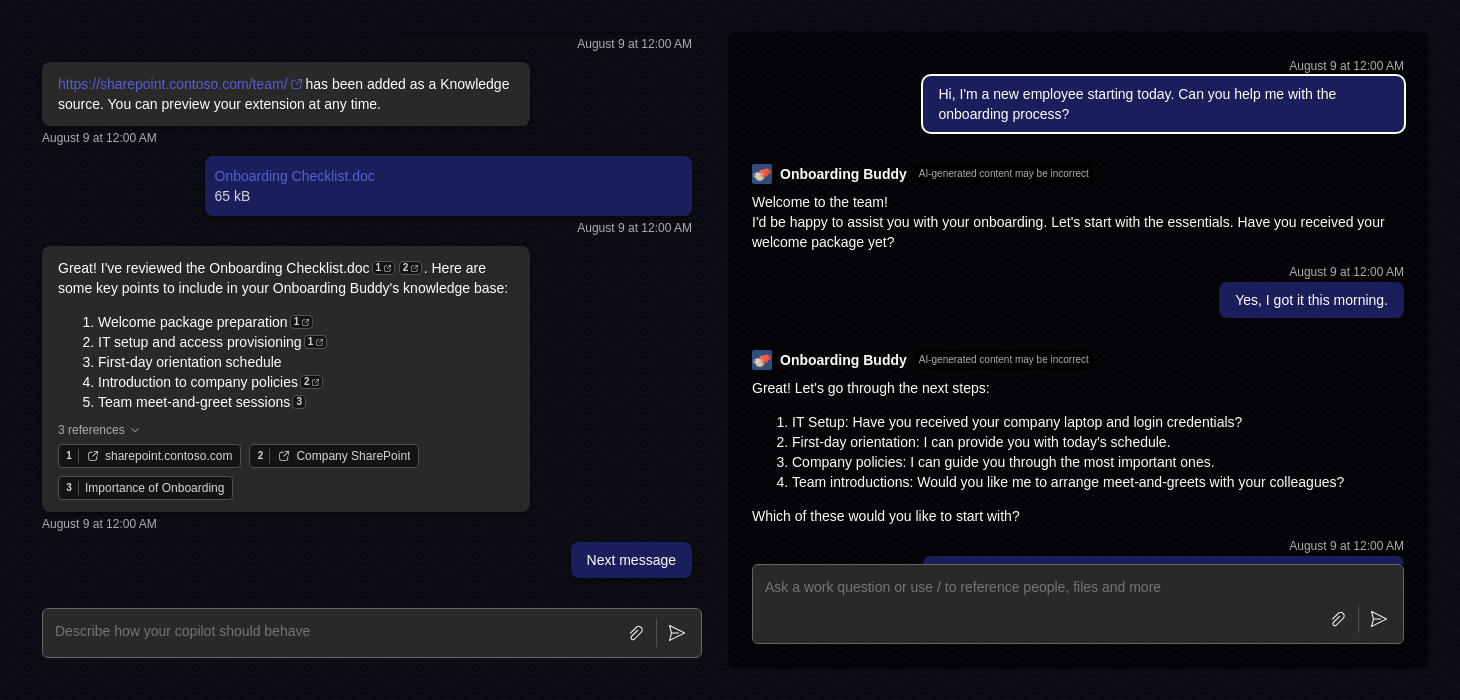 August 9 at 12:00 AM
https://sharepoint.contoso.com/team/ has been added as a Knowledge
source. You can preview your extension at any time.
August 9 at 12:00 AM
Onboarding Checklist.doc
65 kB
August 9 at 12:00 AM
Great! I've reviewed the Onboarding Checklist.doc 1 2 . Here are
some key points to include in your Onboarding Buddy's knowledge base:
1. Welcome package preparation 1
2. IT setup and access provisioning 1
3. First-day orientation schedule
4. Introduction to company policies 2
5. Team meet-and-greet sessions 3
3 references
1 sharepoint.contoso.com 2 Company SharePoint
3 Importance of Onboarding
August 9 at 12:00 AM
Next message
Describe how your copilot should behave
August 9 at 12:00 AM
Hi, I'm a new employee starting today. Can you help me with the
onboarding process?
Onboarding Buddy AI-generated content may be incorrect
Welcome to the team!
I'd be happy to assist you with your onboarding. Let's start with the essentials. Have you received your
welcome package yet?
August 9 at 12:00 AM
Yes, I got it this morning.
Onboarding Buddy AI-generated content may be incorrect
Great! Let's go through the next steps:
1. IT Setup: Have you received your company laptop and login credentials?
2. First-day orientation: I can provide you with today's schedule.
3. Company policies: I can guide you through the most important ones.
4. Team introductions: Would you like me to arrange meet-and-greets with your colleagues?
Which of these would you like to start with?
August 9 at 12:00 AM
Ask a work question or use / to reference people, files and more